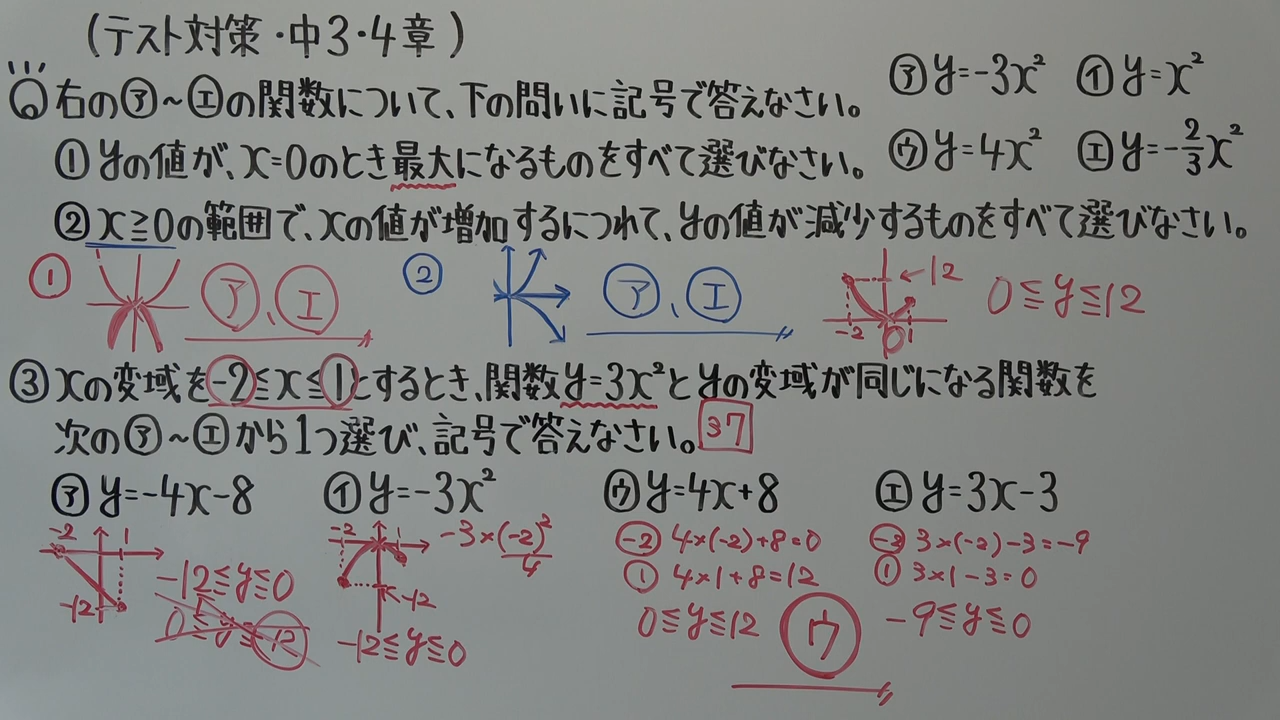 (テスト対策・中3・4章)
右の㋐~㋓の関数について、下の問いに記号で答えなさい。
㋐ y=-3x² ㋑ y=x²
㋒ y=4x² ㋓ y=-2/3x²
① yの値が、x=0のとき最大になるものをすべて選びなさい。
② x≧0の範囲で、xの値が増加するにつれて、yの値が減少するものをすべて選びなさい。
① ㋐、㋓
② ㋐、㋓
-2 0 1 ←12 0≦y≦12
③ xの変域を-2≦x≦1とするとき、関数y=3x²とyの変域が同じになる関数を
次の㋐~㋓から1つ選び、記号で答えなさい。 37
㋐ y=-4x-8 ㋑ y=-3x² ㋒ y=4x+8 ㋓ y=3x-3
-2 1 -12
-12≦y≦0
0≦y≦12
-2 1 -3×(-2)² 4
←-12
-12≦y≦0
-2 4×(-2)+8=0
1 4×1+8=12
0≦y≦12 ㋒
-2 3×(-2)-3=-9
1 3×1-3=0
-9≦y≦0